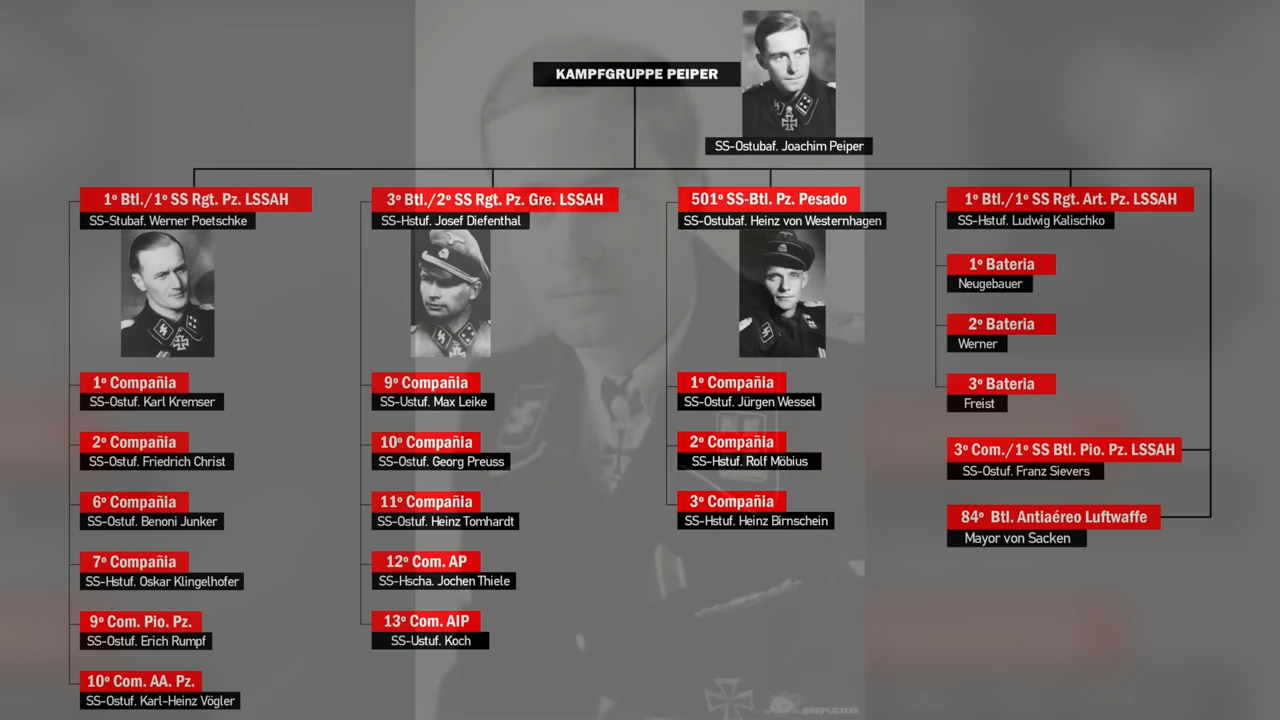 KAMPFGRUPPE PEIPER
SS-Ostubaf. Joachim Peiper
1º Btl./1º SS Rgt. Pz. LSSAH
SS-Stubaf. Werner Poetschke
1º Compañia
SS-Ostuf. Karl Kremser
2º Compañia
SS-Ostuf. Friedrich Christ
6º Compañia
SS-Ostuf. Benoni Junker
7º Compañia
SS-Hstuf. Oskar Klingelhofer
9º Com. Pio. Pz.
SS-Ostuf. Erich Rumpf
10º Com. AA. Pz.
SS-Ostuf. Karl-Heinz Vögler
3º Btl./2º SS Rgt. Pz. Gre. LSSAH
SS-Hstuf. Josef Diefenthal
9º Compañia
SS-Ustuf. Max Leike
10º Compañia
SS-Ostuf. Georg Preuss
11º Compañia
SS-Ostuf. Heinz Tomhardt
12º Com. AP
SS-Hscha. Jochen Thiele
13º Com. AIP
SS-Ustuf. Koch
501º SS-Btl. Pz. Pesado
SS-Ostubaf. Heinz von Westernhagen
1º Compañia
SS-Ostuf. Jürgen Wessel
2º Compañia
SS-Hstuf. Rolf Möbius
3º Compañia
SS-Hstuf. Heinz Birnschein
1º Btl./1º SS Rgt. Art. Pz. LSSAH
SS-Hstuf. Ludwig Kalischko
1º Bateria
Neugebauer
2º Bateria
Werner
3º Bateria
Freist
3º Com./1º SS Btl. Pio. Pz. LSSAH
SS-Ostuf. Franz Sievers
84º Btl. Antiaéreo Luftwaffe
Mayor von Sacken